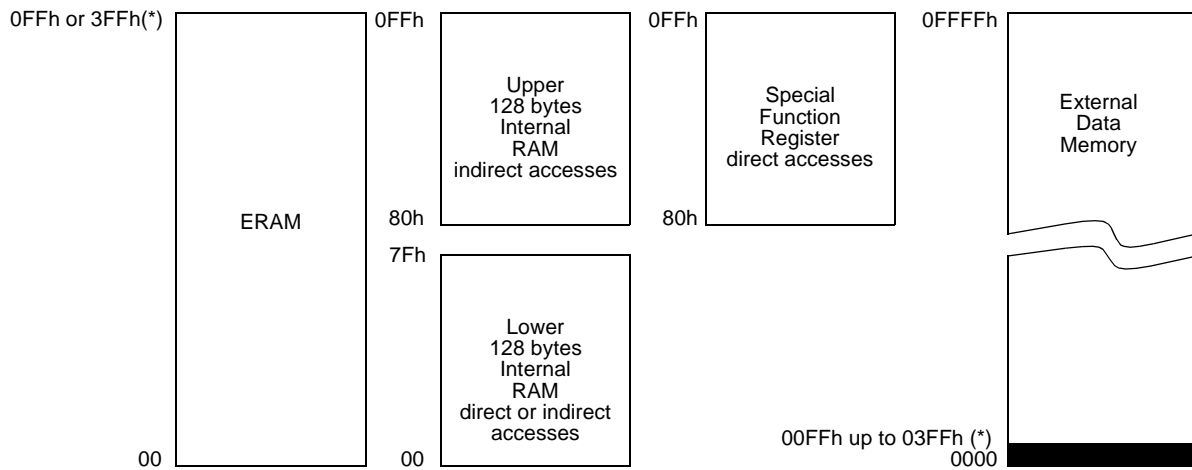 0FFh or 3FFh(*)
ERAM
00
0FFh
Upper
128 bytes
Internal
RAM
indirect accesses
80h
7Fh
Lower
128 bytes
Internal
RAM
direct or indirect
accesses
00
0FFh
Special
Function
Register
direct accesses
80h
0FFFFh
External
Data
Memory
00FFh up to 03FFh (*)
0000